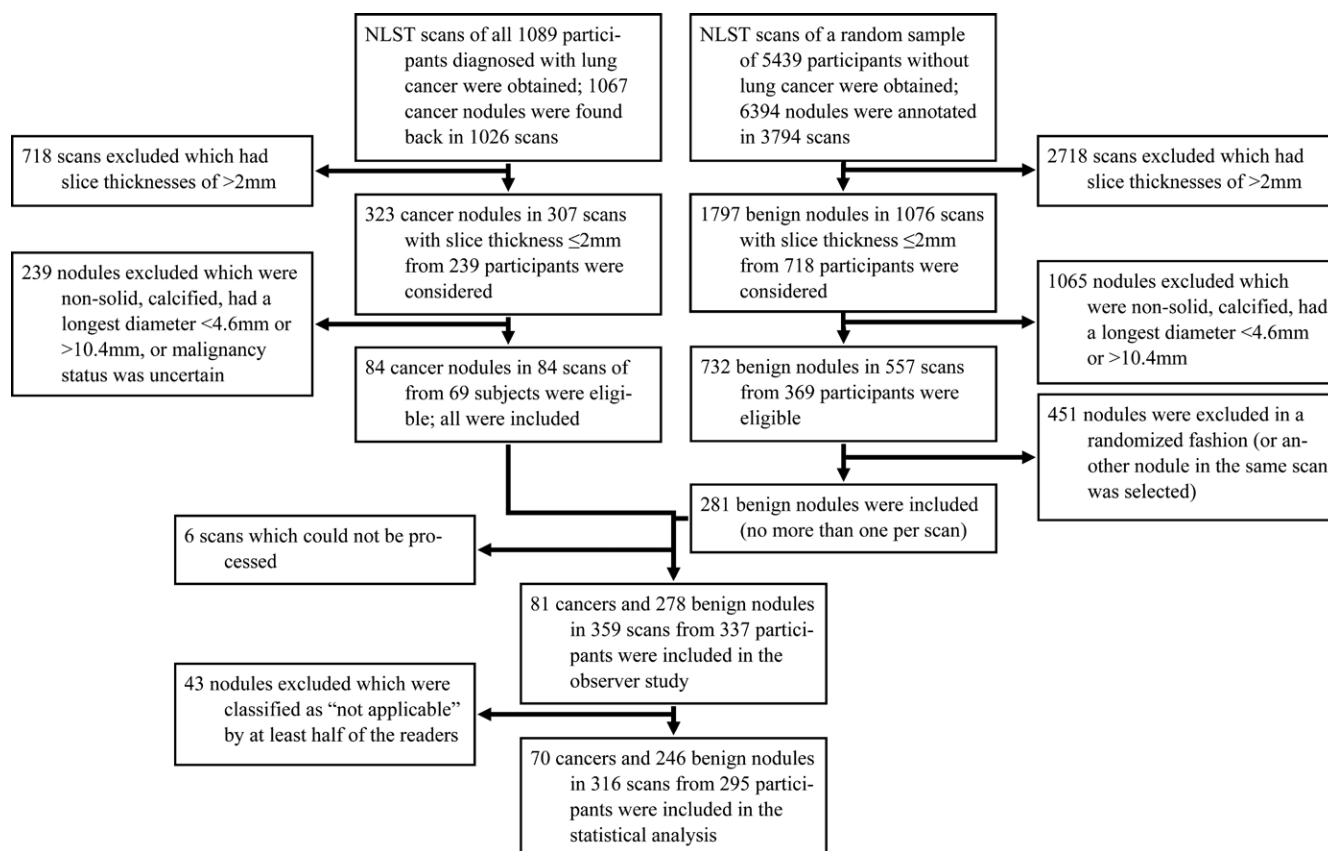 NLST scans of all 1089 partici-
pants diagnosed with lung
cancer were obtained; 1067
cancer nodules were found
back in 1026 scans
NLST scans of a random sample
of 5439 participants without
lung cancer were obtained;
6394 nodules were annotated
in 3794 scans
718 scans excluded which had
slice thicknesses of >2mm
2718 scans excluded which had
slice thicknesses of >2mm
323 cancer nodules in 307 scans
with slice thickness ≤2mm
from 239 participants were
considered
1797 benign nodules in 1076 scans
with slice thickness ≤2mm
from 718 participants were
considered
239 nodules excluded which were
non-solid, calcified, had a
longest diameter <4.6mm or
>10.4mm, or malignancy
status was uncertain
1065 nodules excluded which
were non-solid, calcified, had
a longest diameter <4.6mm
or >10.4mm
84 cancer nodules in 84 scans of
from 69 subjects were eligi-
ble; all were included
732 benign nodules in 557 scans
from 369 participants were
eligible
451 nodules were excluded in a
randomized fashion (or an-
other nodule in the same scan
was selected)
281 benign nodules were included
(no more than one per scan)
6 scans which could not be pro-
cessed
81 cancers and 278 benign nodules
in 359 scans from 337 partici-
pants were included in the
observer study
43 nodules excluded which were
classified as “not applicable”
by at least half of the readers
70 cancers and 246 benign nodules
in 316 scans from 295 partici-
pants were included in the
statistical analysis